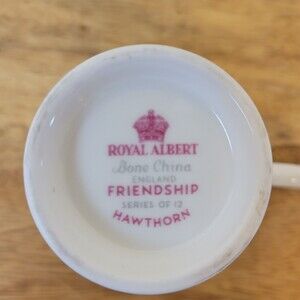 ROYAL ALBERT
Bone China
ENGLAND
FRIENDSHIP
SERIES OF 12
HAWTHORN